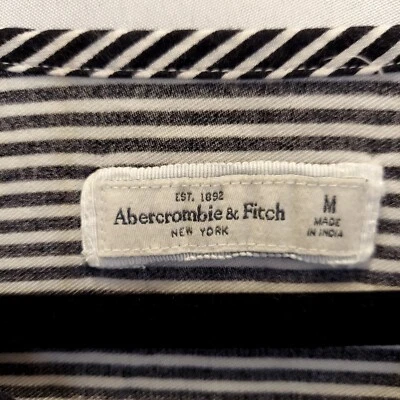 EST. 1892
Abercrombie & Fitch
NEW YORK
M
MADE
IN INDIA